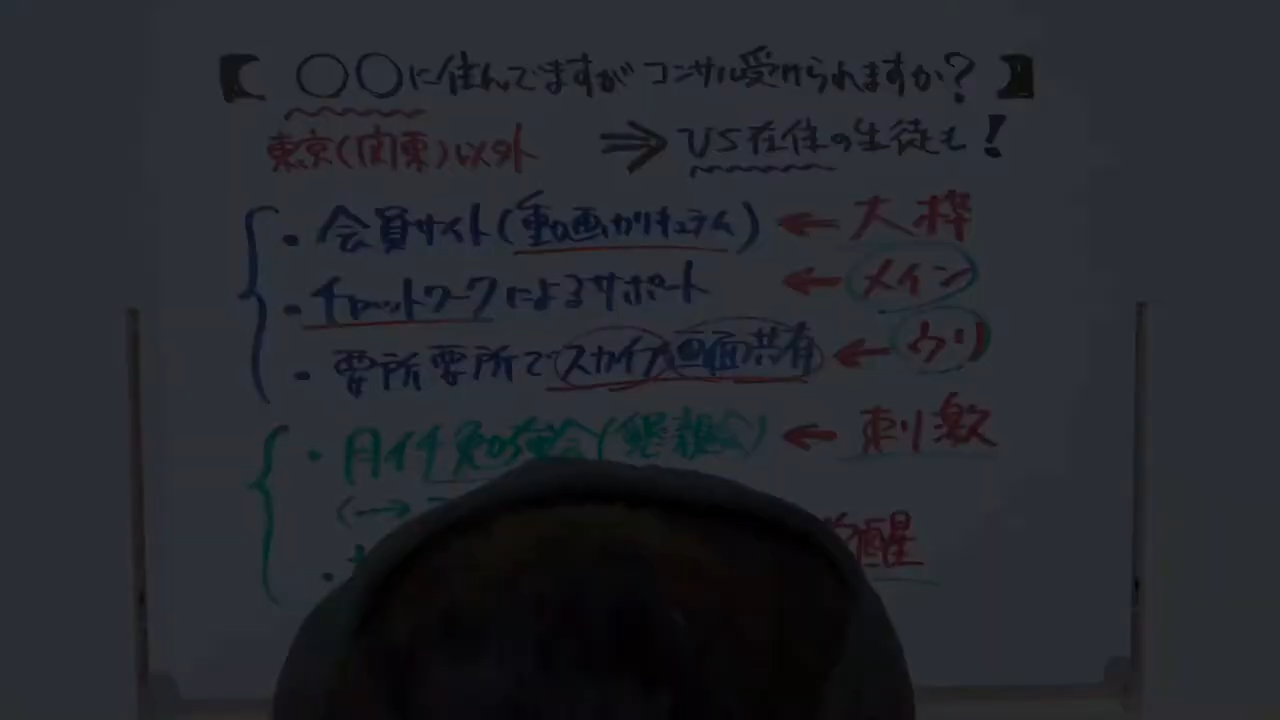 【 〇〇に住んでますがコンサル受けられますか? 】
東京(関東)以外 ⇒ US在住の生徒も!
・会員サイト(動画カリキュラム) ← 大枠
・チャットワークによるサポート ← メイン
・要所要所でスカイプ画面共有 ← ウリ
・月イチ勉強会(懇親会) ← 刺激
(→
覚醒